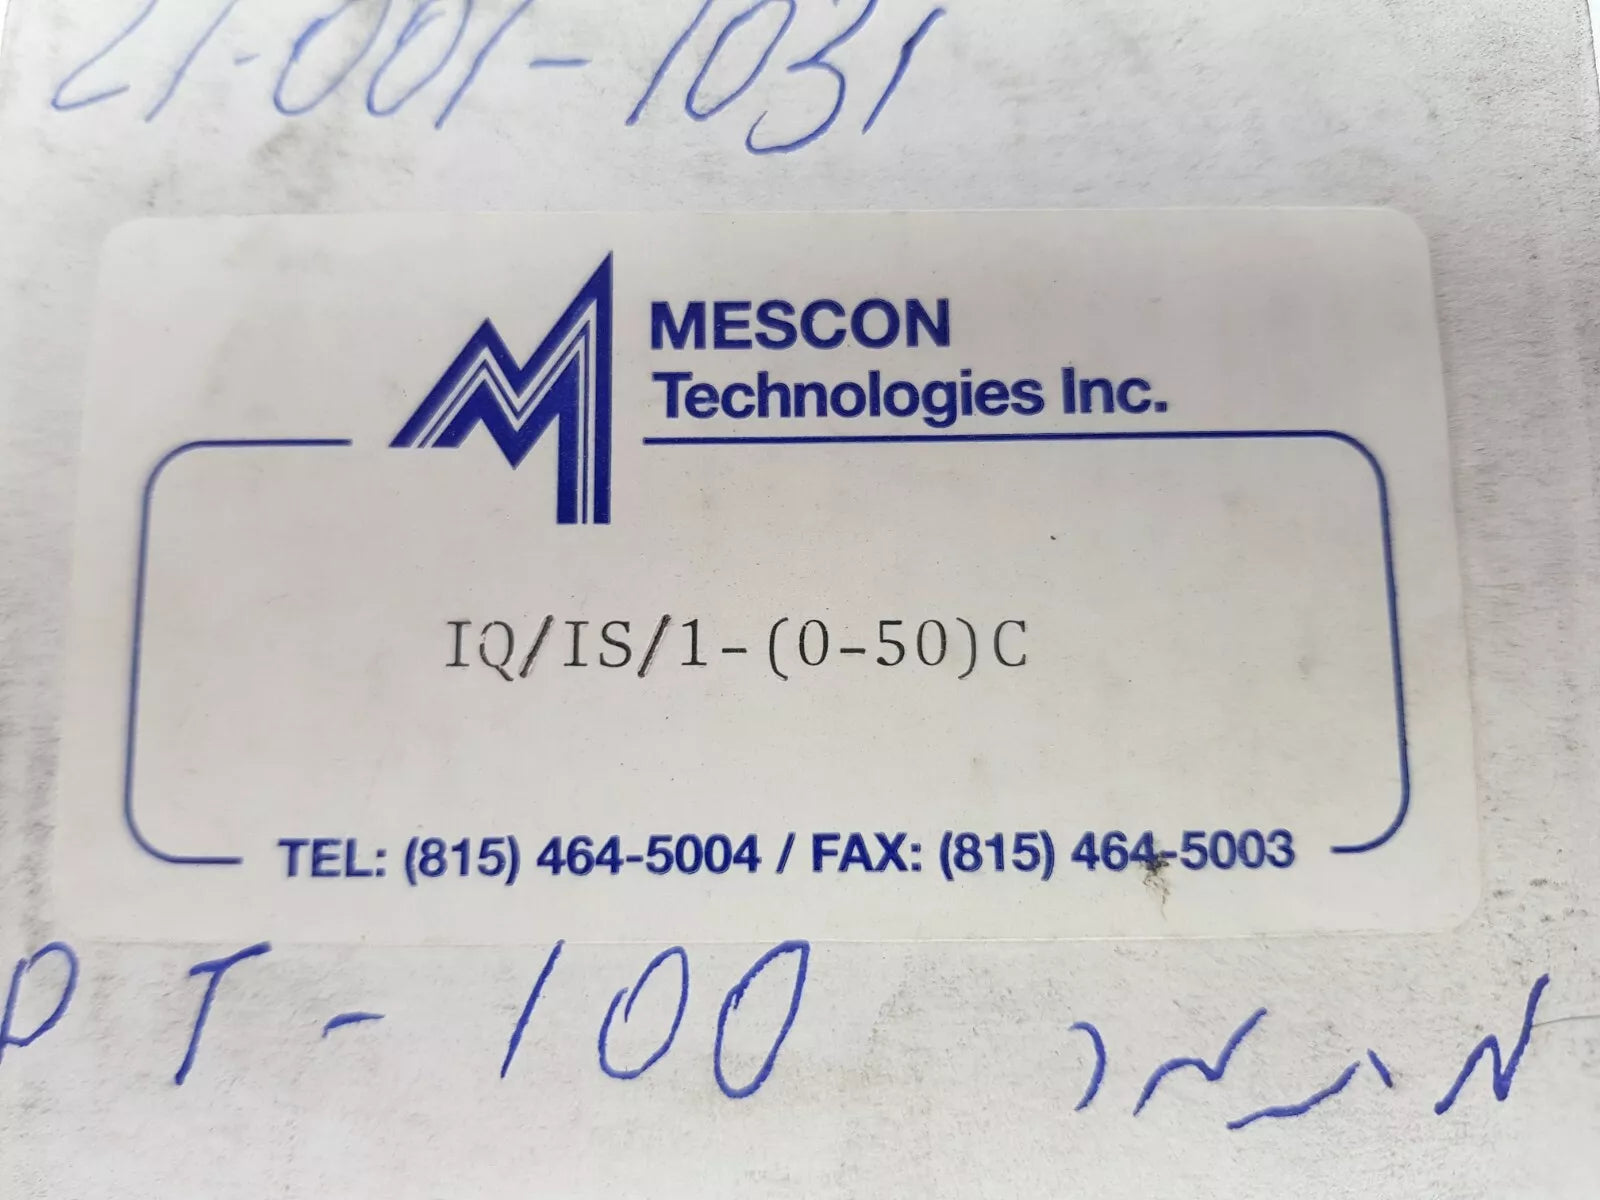 21-001-1031
MESCON
Technologies Inc.
IQ/IS/1-(0-50)C
TEL: (815) 464-5004 / FAX: (815) 464-5003
PT-100 מתמר